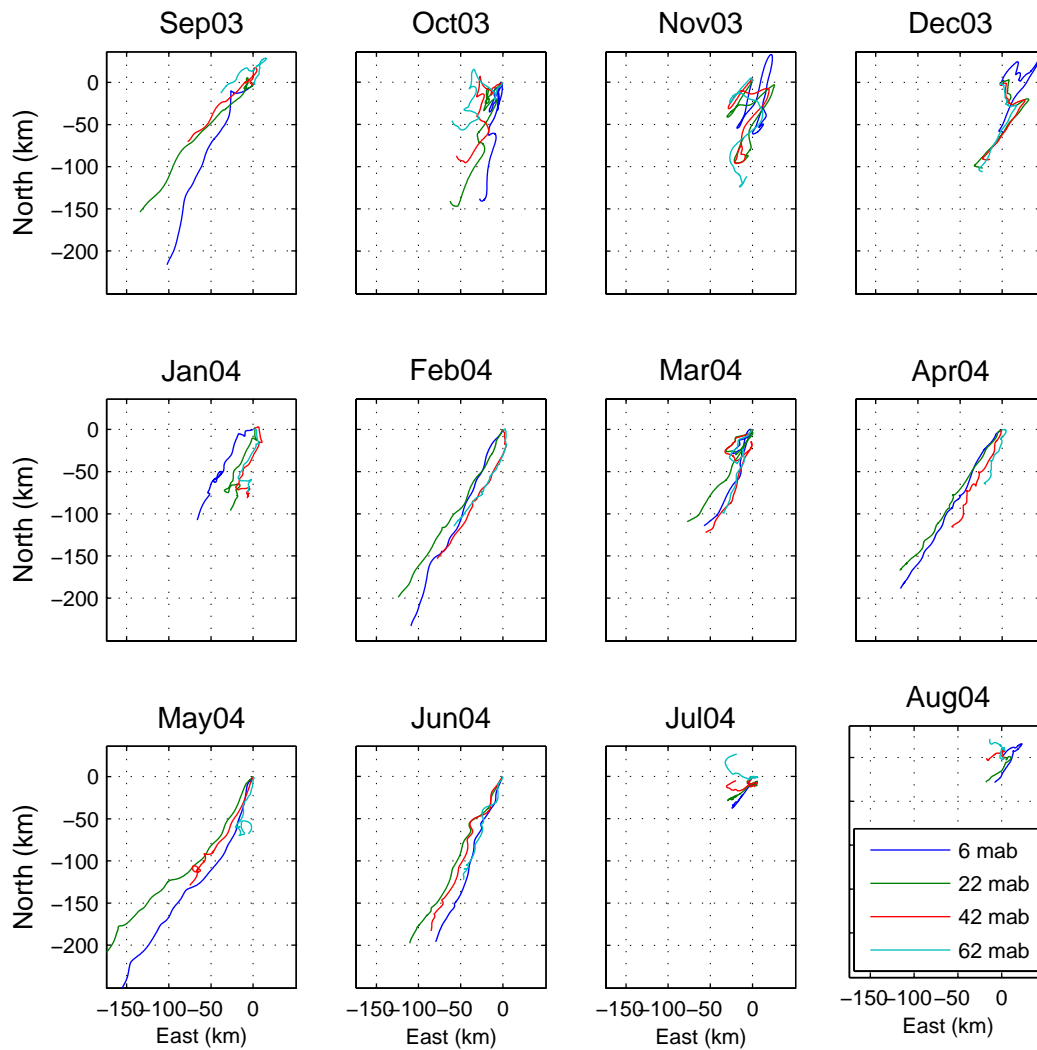 Sep03 Oct03 Nov03 Dec03
0
−50
−100
−150
−200
North (km)
Jan04 Feb04 Mar04 Apr04
0
−50
−100
−150
−200
North (km)
May04 Jun04 Jul04 Aug04
0
−50
−100
−150
−200
North (km)
6 mab
22 mab
42 mab
62 mab
−150 −100 −50 0 −150 −100 −50 0 −150 −100 −50 0 −150 −100 −50 0
East (km) East (km) East (km) East (km)